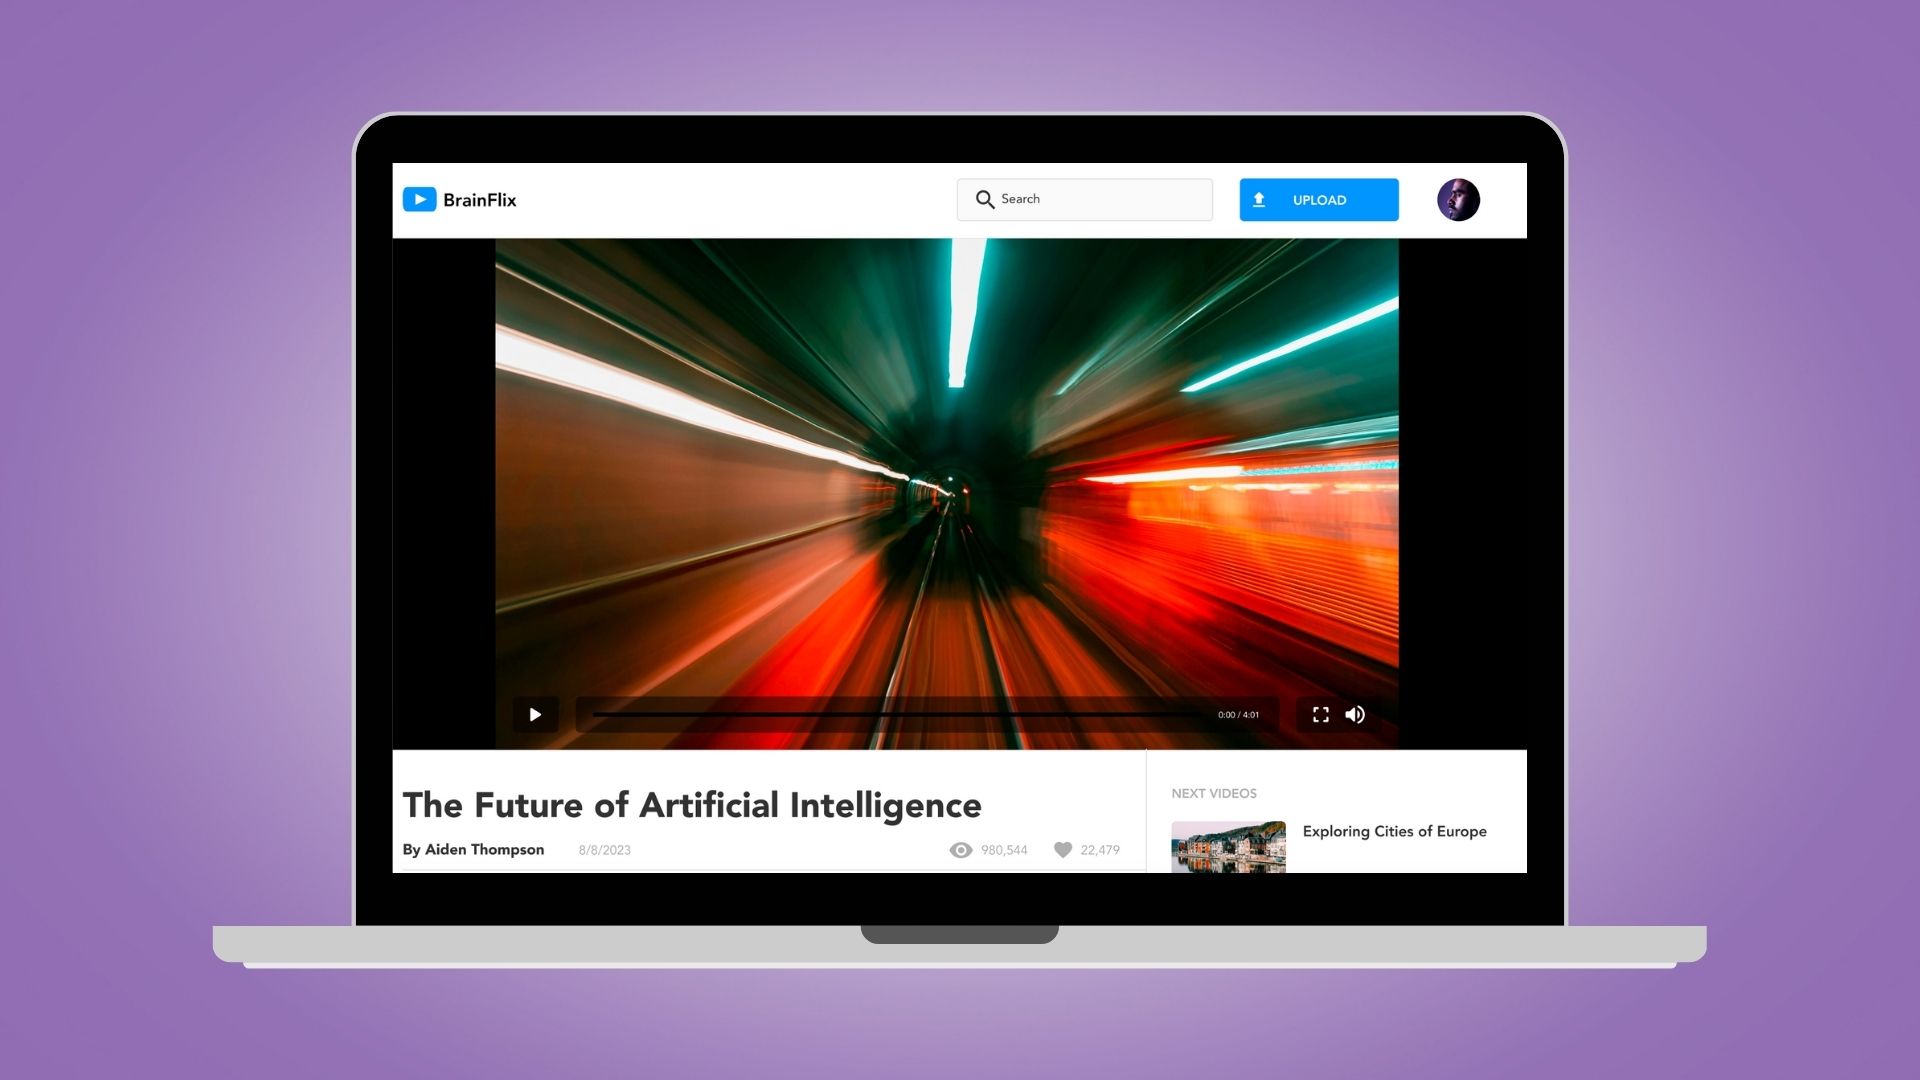 BrainFlix
Search
UPLOAD
0:00 / 4:01
The Future of Artificial Intelligence
By Aiden Thompson 8/8/2023 980,544 22,479
NEXT VIDEOS
Exploring Cities of Europe